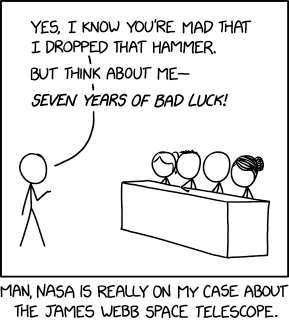 YES, I KNOW YOU'RE MAD THAT
I DROPPED THAT HAMMER.
BUT THINK ABOUT ME—
SEVEN YEARS OF BAD LUCK!
MAN, NASA IS REALLY ON MY CASE ABOUT
THE JAMES WEBB SPACE TELESCOPE.